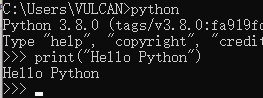 C:\Users\VULCAN>python
Python 3.8.0 (tags/v3.8.0:fa919fd
Type "help", "copyright", "credit
>>> print("Hello Python")
Hello Python
>>>